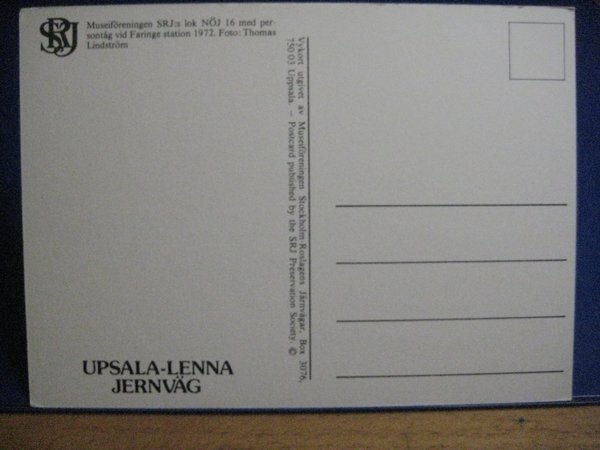 SRJ
Museiföreningen SRJ:s lok NÖJ 16 med per-
sontåg vid Faringe station 1972. Foto: Thomas
Lindström
Vykort utgivet av Museiföreningen Stockholm-Roslagens Järnvägar, Box 3076,
750 03 Uppsala. – Postcard published by the SRJ Preservation Society. ©
UPSALA-LENNA
JERNVÄG